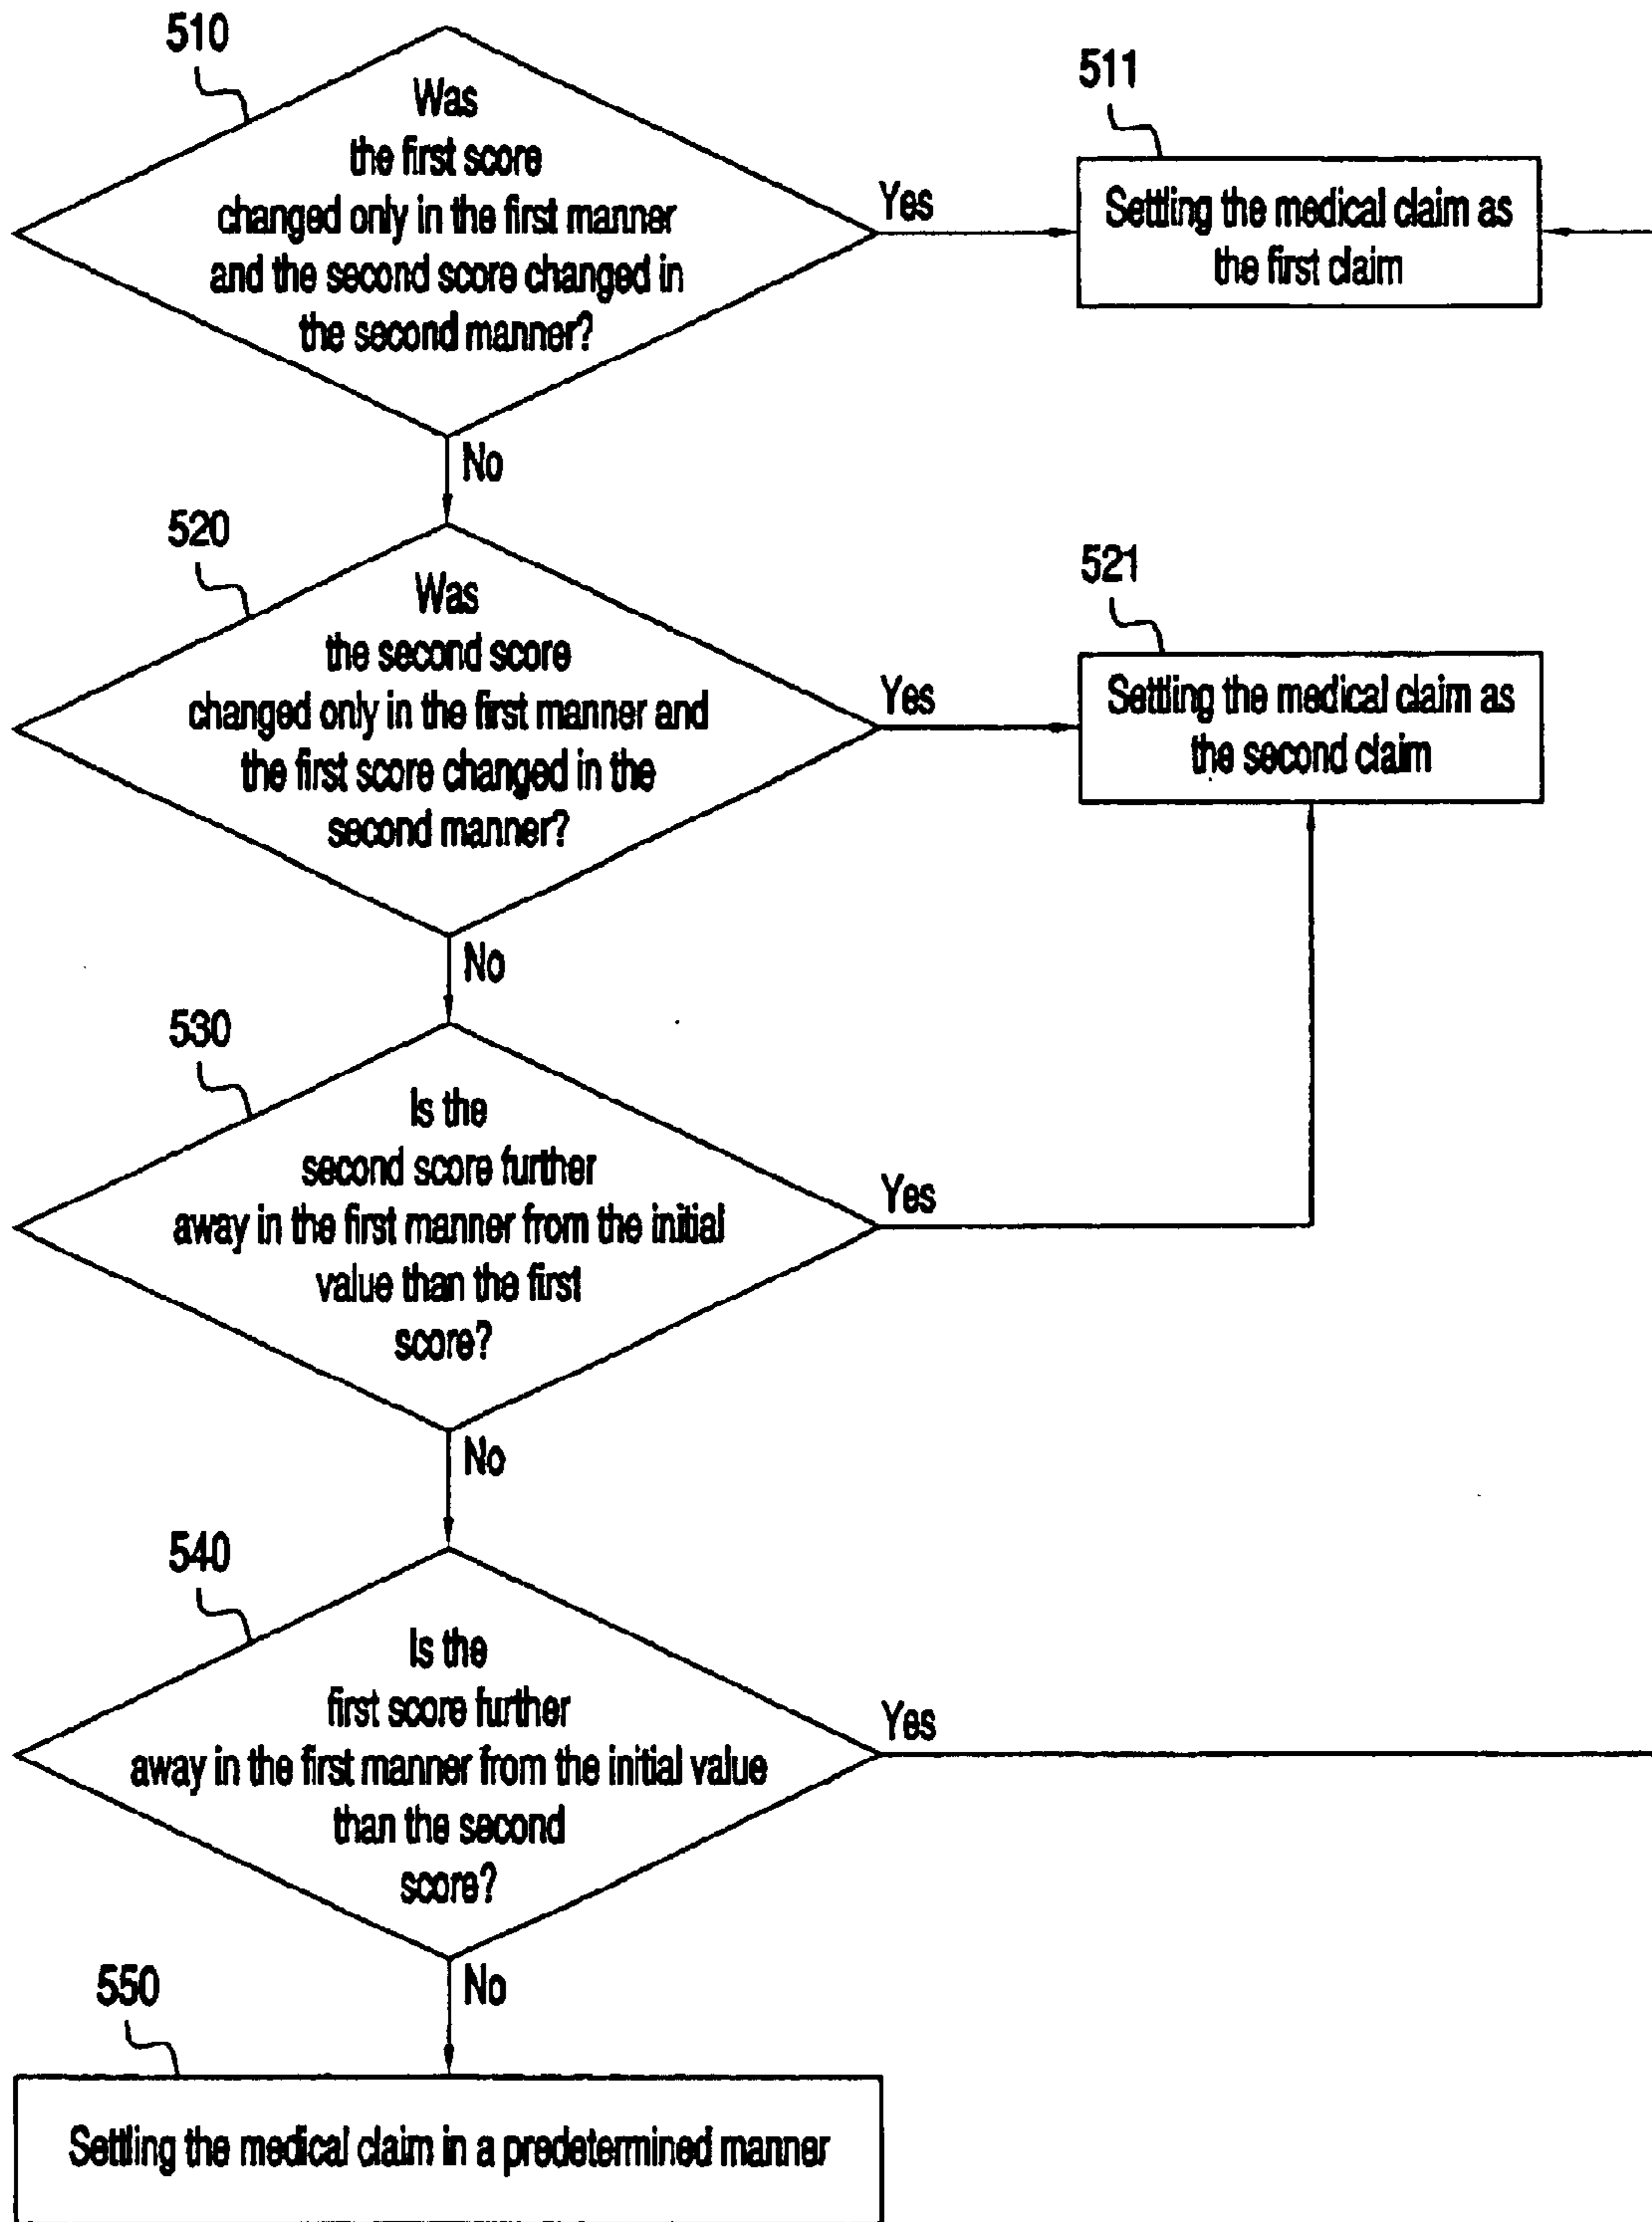 510
Was
the first score
changed only in the first manner
and the second score changed in
the second manner?
Yes
511
Settling the medical claim as
the first claim
No
520
Was
the second score
changed only in the first manner and
the first score changed in the
second manner?
Yes
521
Settling the medical claim as
the second claim
No
530
Is the
second score further
away in the first manner from the initial
value than the first
score?
Yes
No
540
Is the
first score further
away in the first manner from the initial value
than the second
score?
Yes
No
550
Settling the medical claim in a predetermined manner